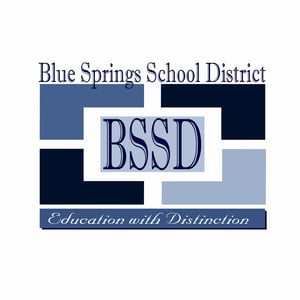 Blue Springs School District
BSSD
Education with Distinction